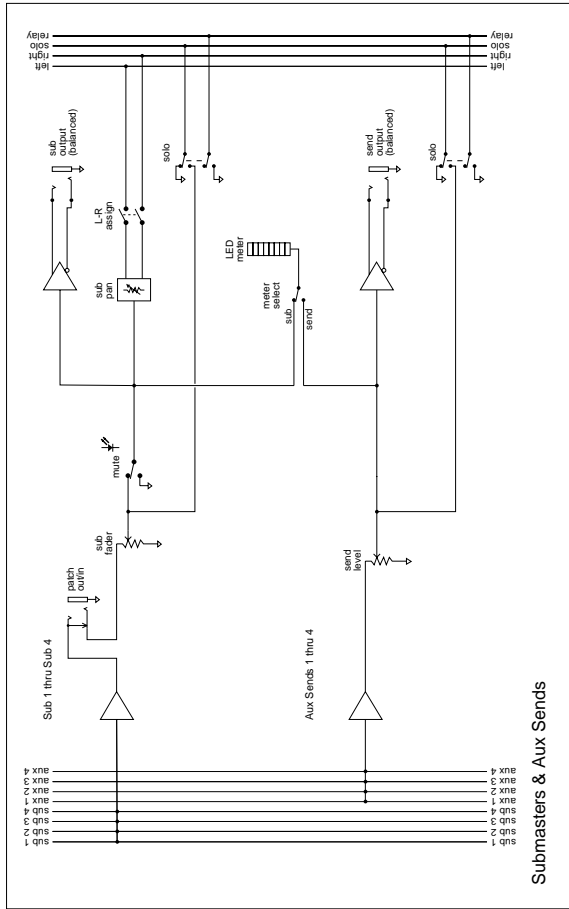 Submasters & Aux Sends
sub 1
sub 2
sub 3
sub 4
aux 1
aux 2
aux 3
aux 4
Sub 1 thru Sub 4
patch
out/in
sub
fader
mute
sub
pan
L-R
assign
sub
output
(balanced)
solo
left
right
solo
relay
Aux Sends 1 thru 4
send
level
sub
send
meter
select
LED
meter
send
output
(balanced)
solo
sub 1
sub 2
sub 3
sub 4
aux 1
aux 2
aux 3
aux 4
left
right
solo
relay